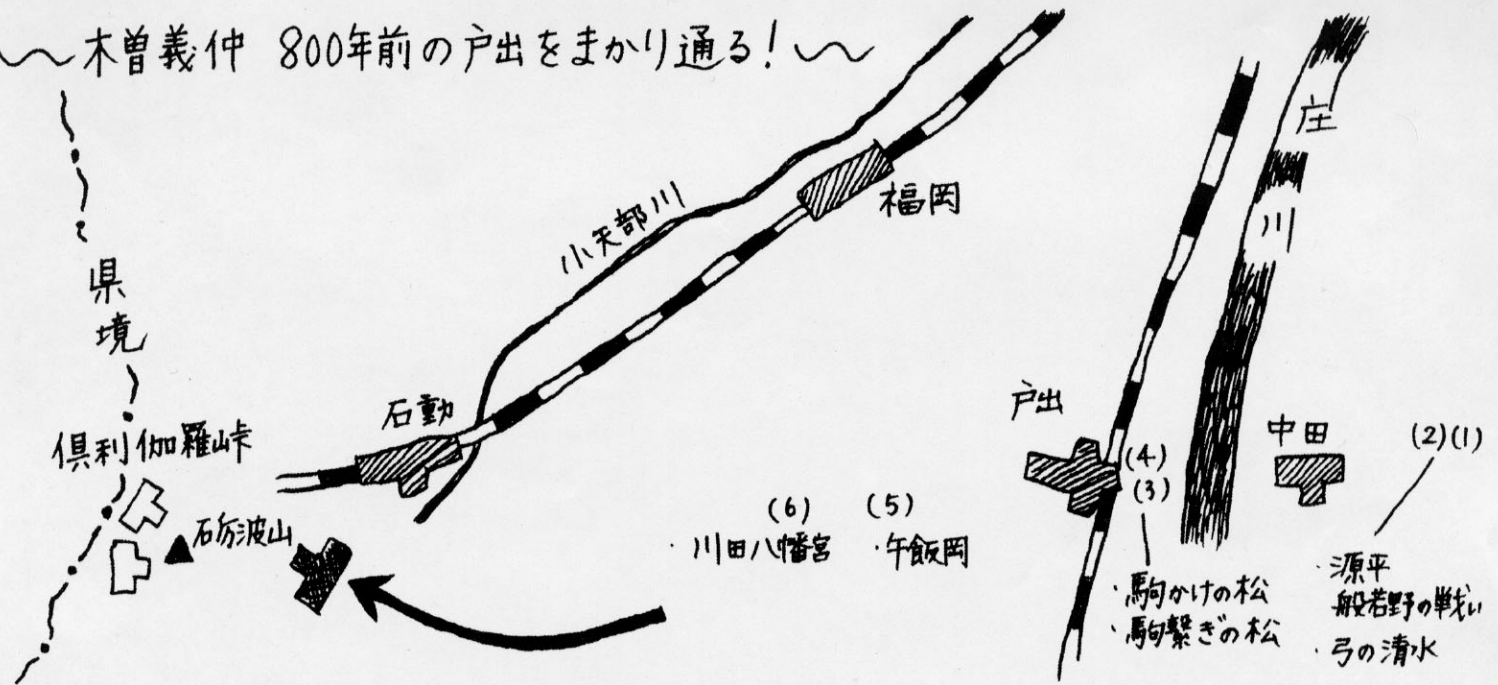 〜木曽義仲 800年前の戸出をまかり通る!〜
庄川
福岡
小矢部川
県境
石動
戸出
中田
(2)(1)
倶利伽羅峠
(4)
(3)
(6)
(5)
砺波山
・川田八幡宮
・午飯岡
・駒かけの松
・駒繋ぎの松
・源平
般若野の戦い
・弓の清水